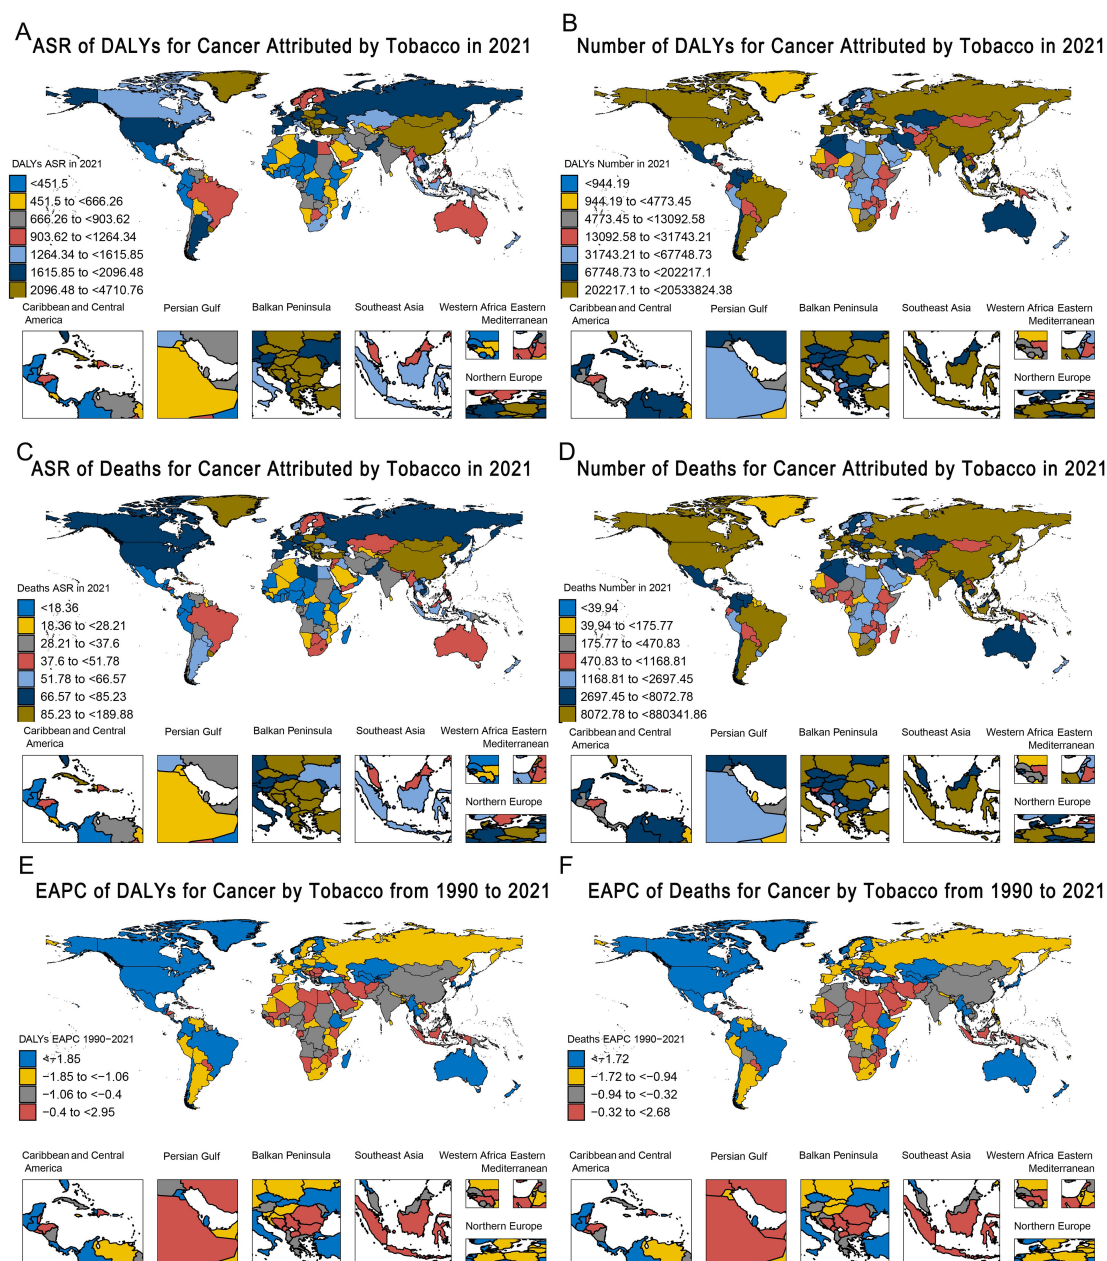 A
ASR of DALYs for Cancer Attributed by Tobacco in 2021
DALYs ASR in 2021
<451.5
451.5 to <666.26
666.26 to <903.62
903.62 to <1264.34
1264.34 to <1615.85
1615.85 to <2096.48
2096.48 to <4710.76
Caribbean and Central
America
Persian Gulf
Balkan Peninsula
Southeast Asia
Western Africa Eastern
Mediterranean
Northern Europe
B
Number of DALYs for Cancer Attributed by Tobacco in 2021
DALYs Number in 2021
<944.19
944.19 to <4773.45
4773.45 to <13092.58
13092.58 to <31743.21
31743.21 to <67748.73
67748.73 to <202217.1
202217.1 to <20533824.38
Caribbean and Central
America
Persian Gulf
Balkan Peninsula
Southeast Asia
Western Africa Eastern
Mediterranean
Northern Europe
C
ASR of Deaths for Cancer Attributed by Tobacco in 2021
Deaths ASR in 2021
<18.36
18.36 to <28.21
28.21 to <37.6
37.6 to <51.78
51.78 to <66.57
66.57 to <85.23
85.23 to <189.88
Caribbean and Central
America
Persian Gulf
Balkan Peninsula
Southeast Asia
Western Africa Eastern
Mediterranean
Northern Europe
D
Number of Deaths for Cancer Attributed by Tobacco in 2021
Deaths Number in 2021
<39.94
39.94 to <175.77
175.77 to <470.83
470.83 to <1168.81
1168.81 to <2697.45
2697.45 to <8072.78
8072.78 to <880341.86
Caribbean and Central
America
Persian Gulf
Balkan Peninsula
Southeast Asia
Western Africa Eastern
Mediterranean
Northern Europe
E
EAPC of DALYs for Cancer by Tobacco from 1990 to 2021
DALYs EAPC 1990−2021
<−1.85
−1.85 to <−1.06
−1.06 to <−0.4
−0.4 to <2.95
Caribbean and Central
America
Persian Gulf
Balkan Peninsula
Southeast Asia
Western Africa Eastern
Mediterranean
Northern Europe
F
EAPC of Deaths for Cancer by Tobacco from 1990 to 2021
Deaths EAPC 1990−2021
<−1.72
−1.72 to <−0.94
−0.94 to <−0.32
−0.32 to <2.68
Caribbean and Central
America
Persian Gulf
Balkan Peninsula
Southeast Asia
Western Africa Eastern
Mediterranean
Northern Europe